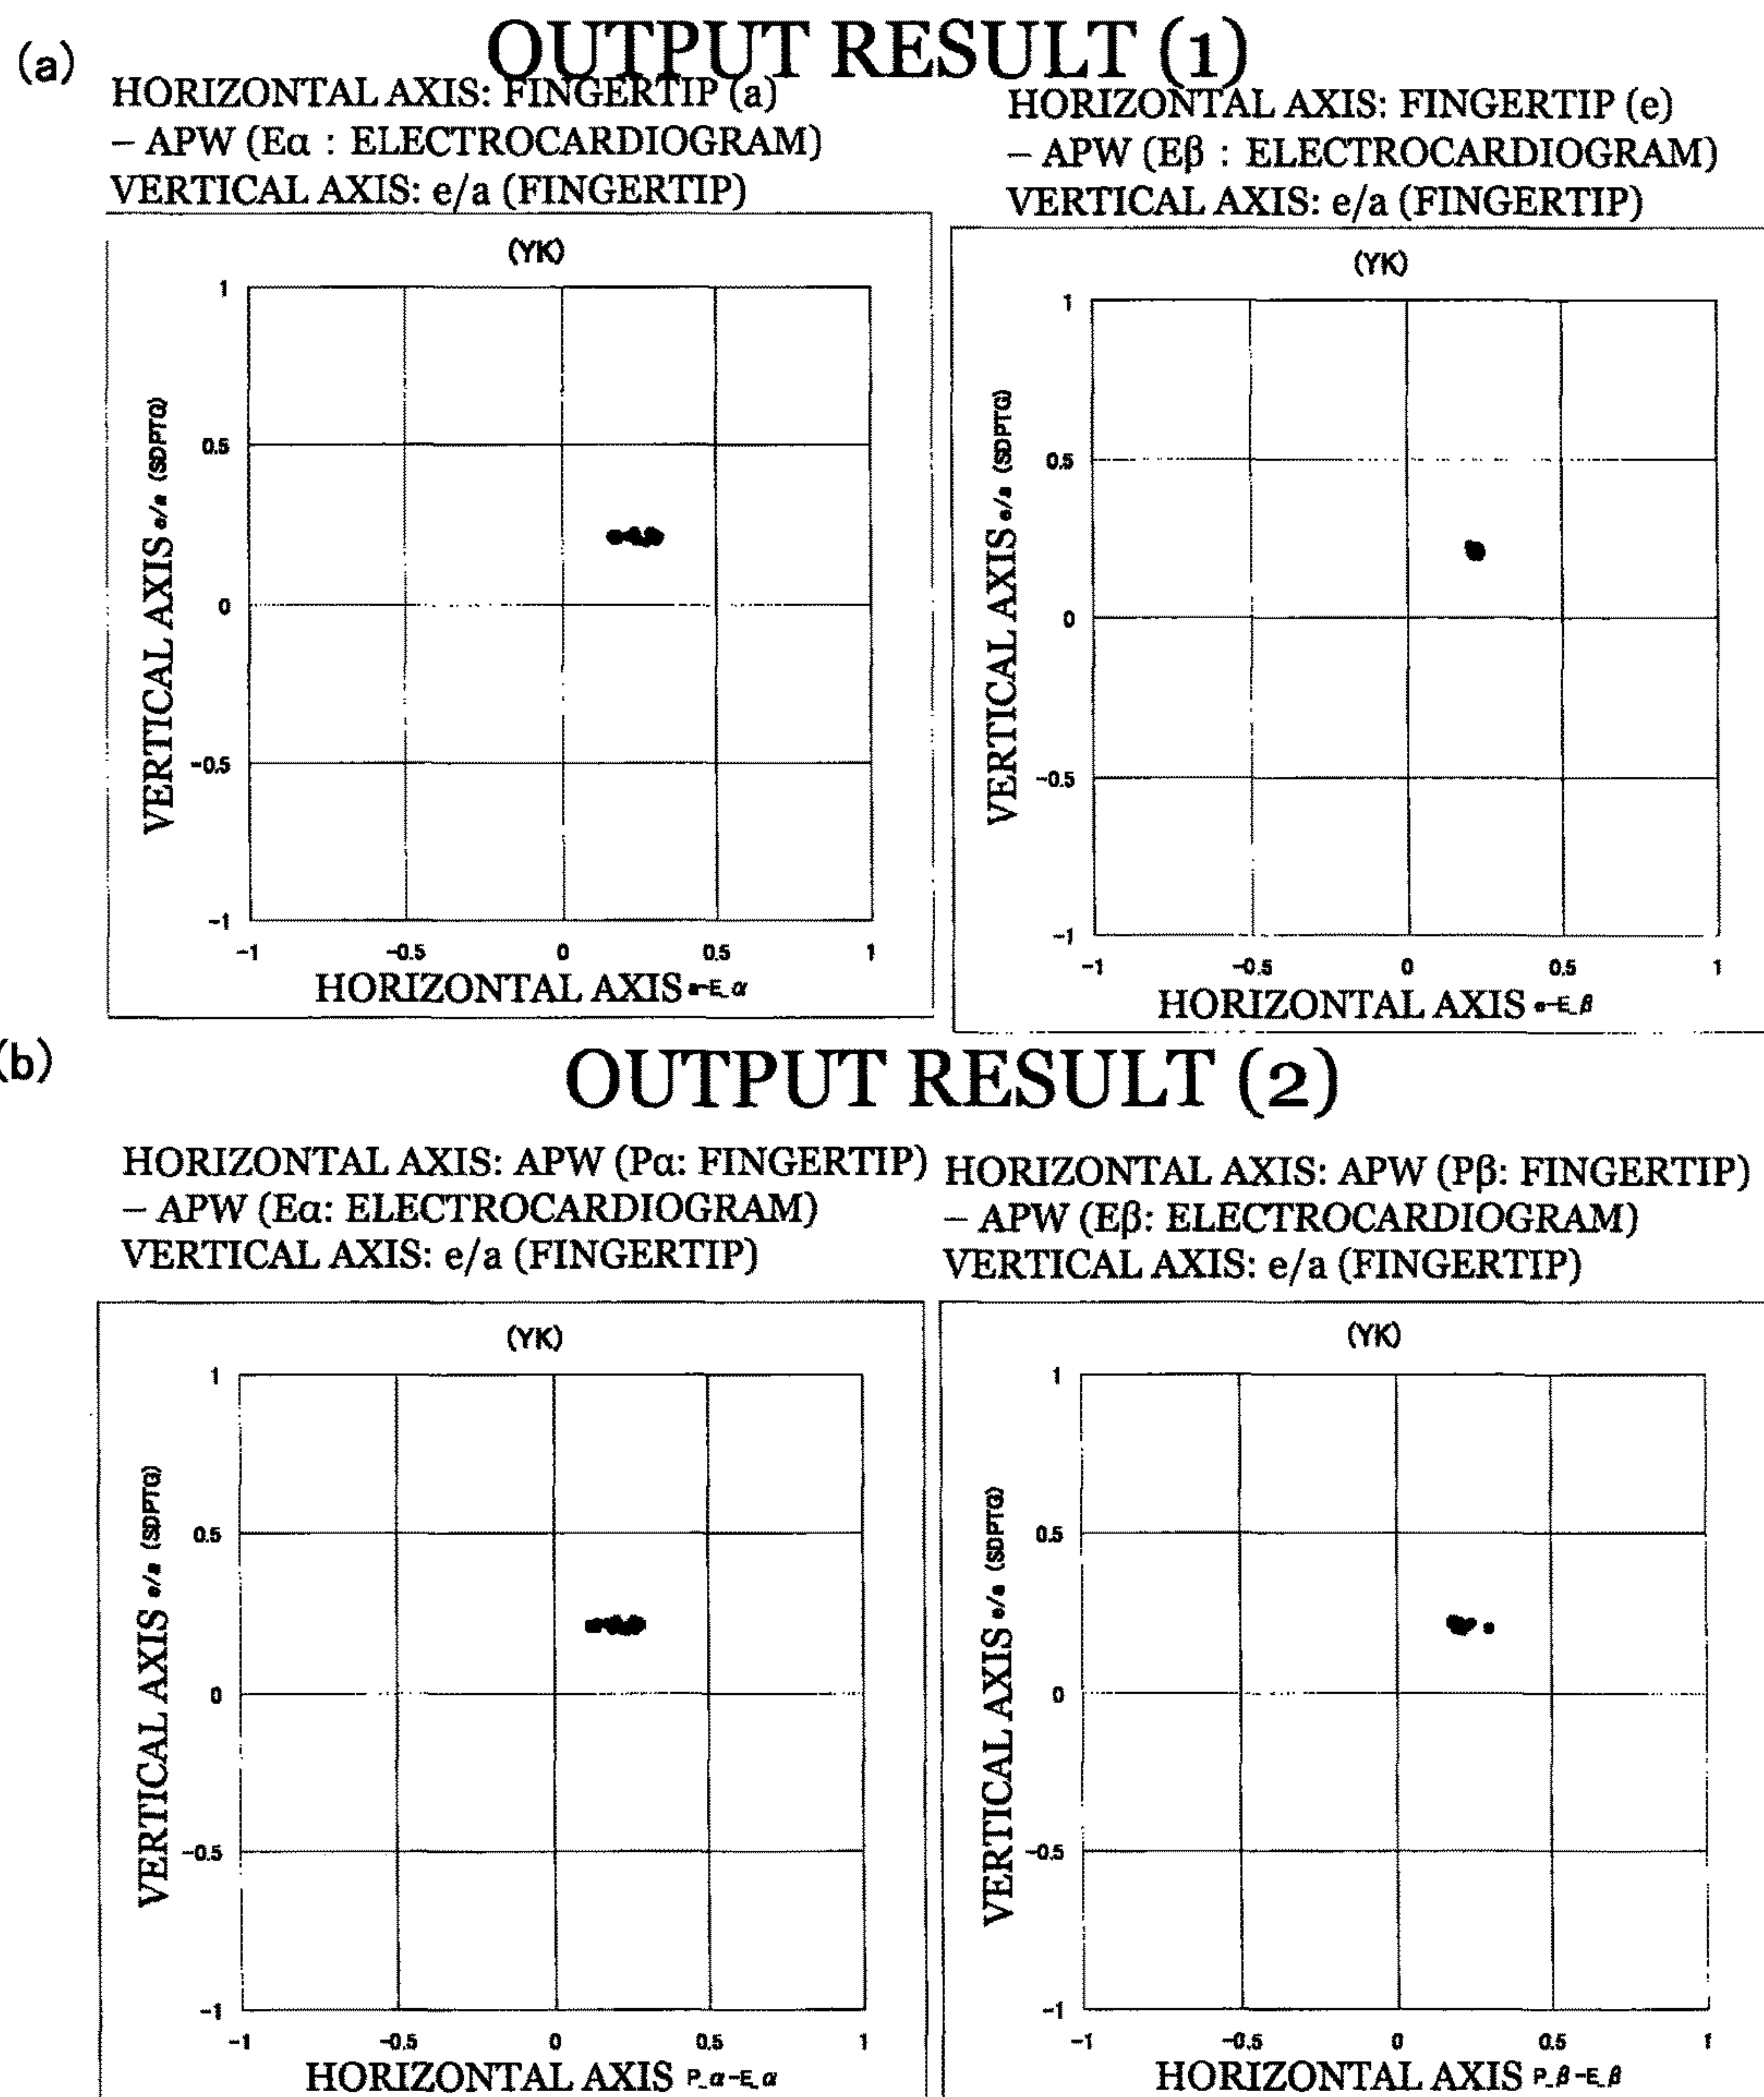 (a)
OUTPUT RESULT (1)
HORIZONTAL AXIS: FINGERTIP (a)
– APW (Eα : ELECTROCARDIOGRAM)
VERTICAL AXIS: e/a (FINGERTIP)
HORIZONTAL AXIS: FINGERTIP (e)
– APW (Eβ : ELECTROCARDIOGRAM)
VERTICAL AXIS: e/a (FINGERTIP)
(YK)
1
0.5
0
-0.5
-1
-1 -0.5 0 0.5 1
VERTICAL AXIS e/a (SDPTG)
HORIZONTAL AXIS a-E_α
(YK)
1
0.5
0
-0.5
-1
-1 -0.5 0 0.5 1
VERTICAL AXIS e/a (SDPTG)
HORIZONTAL AXIS e-E_β
(b)
OUTPUT RESULT (2)
HORIZONTAL AXIS: APW (Pα: FINGERTIP)
– APW (Eα: ELECTROCARDIOGRAM)
VERTICAL AXIS: e/a (FINGERTIP)
HORIZONTAL AXIS: APW (Pβ: FINGERTIP)
– APW (Eβ: ELECTROCARDIOGRAM)
VERTICAL AXIS: e/a (FINGERTIP)
(YK)
1
0.5
0
-0.5
-1
-1 -0.5 0 0.5 1
VERTICAL AXIS e/a (SDPTG)
HORIZONTAL AXIS P_α-E_α
(YK)
1
0.5
0
-0.5
-1
-1 -0.5 0 0.5 1
VERTICAL AXIS e/a (SDPTG)
HORIZONTAL AXIS P_β-E_β